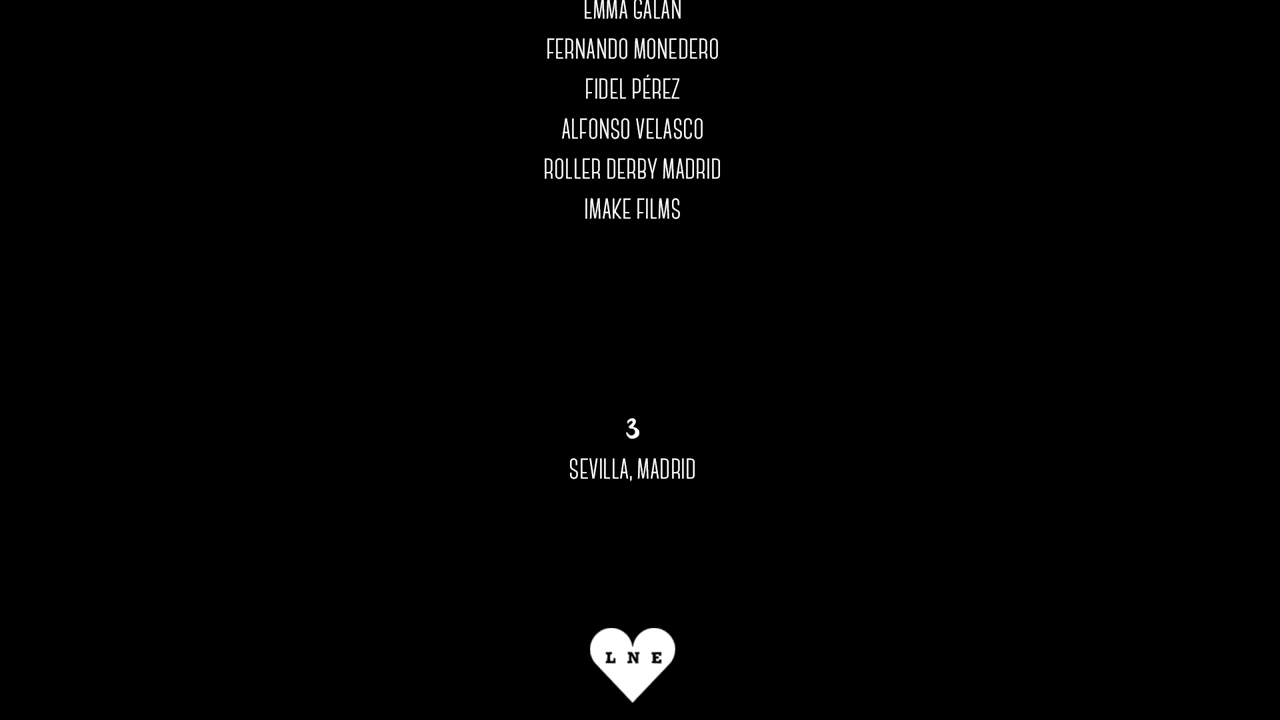 EMMA GALÁN
FERNANDO MONEDERO
FIDEL PÉREZ
ALFONSO VELASCO
ROLLER DERBY MADRID
IMAKE FILMS
3
SEVILLA, MADRID
L N E